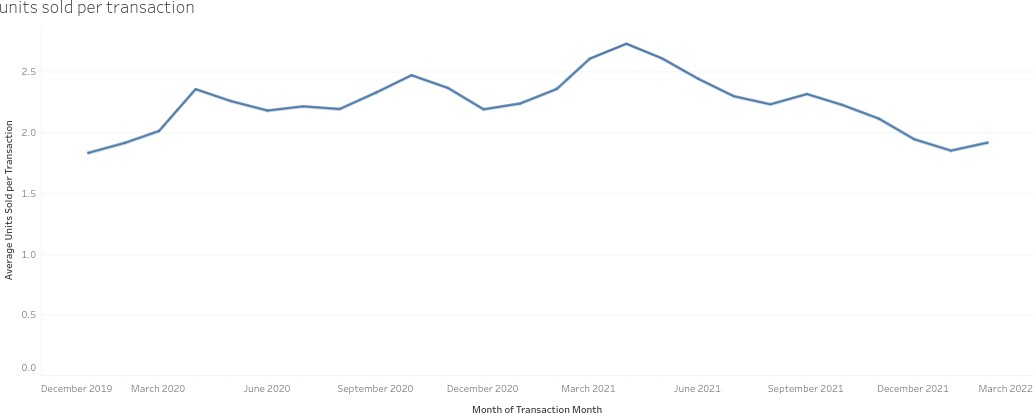 units sold per transaction
2.5
2.0
1.5
1.0
0.5
0.0
Average Units Sold per Transaction
December 2019 March 2020 June 2020 September 2020 December 2020 March 2021 June 2021 September 2021 December 2021 March 2022
Month of Transaction Month